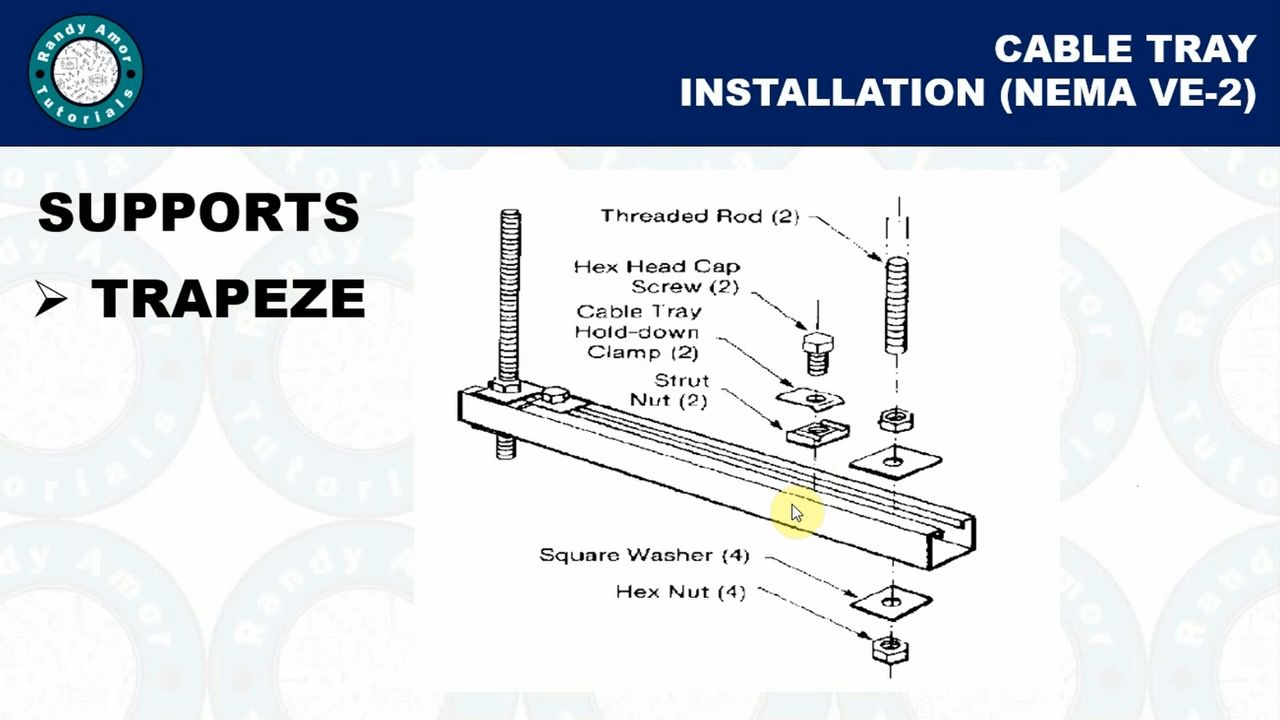 Randy Amor
Tutorials
CABLE TRAY
INSTALLATION (NEMA VE-2)
SUPPORTS
➢ TRAPEZE
Threaded Rod (2)
Hex Head Cap
Screw (2)
Cable Tray
Hold-down
Clamp (2)
Strut
Nut (2)
Square Washer (4)
Hex Nut (4)